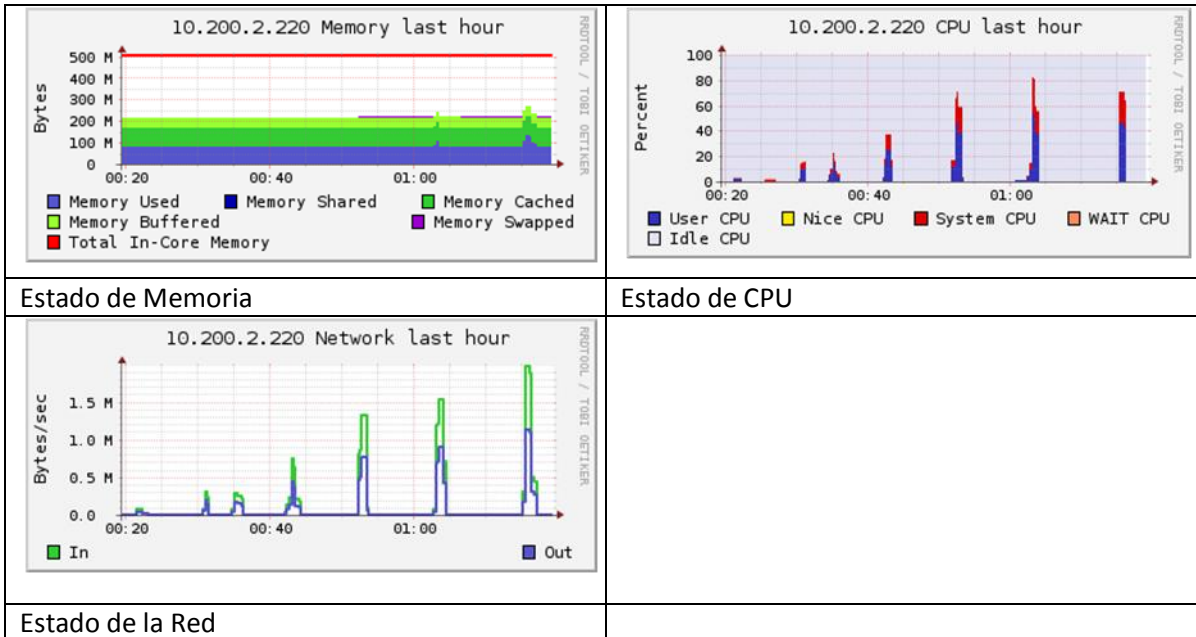 10.200.2.220 Memory last hour
RRDTOOL / TOBI OETIKER
Bytes
500 M
400 M
300 M
200 M
100 M
0
00:20 00:40 01:00
Memory Used Memory Shared Memory Cached
Memory Buffered Memory Swapped
Total In-Core Memory
Estado de Memoria
10.200.2.220 CPU last hour
RRDTOOL / TOBI OETIKER
Percent
100
80
60
40
20
0
00:20 00:40 01:00
User CPU Nice CPU System CPU WAIT CPU
Idle CPU
Estado de CPU
10.200.2.220 Network last hour
RRDTOOL / TOBI OETIKER
Bytes/sec
1.5 M
1.0 M
0.5 M
0.0
00:20 00:40 01:00
In Out
Estado de la Red